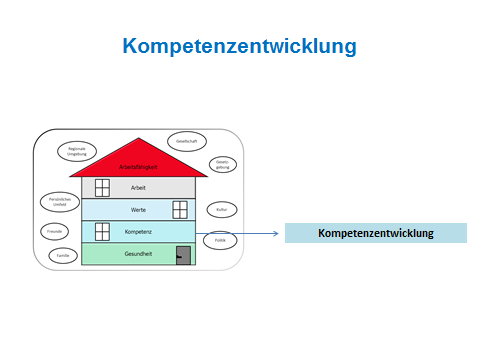 Kompetenzentwicklung
Regionale
Umgebung
Gesellschaft
Arbeitsfähigkeit
Gesetz-
gebung
Arbeit
Persönliches
Umfeld
Werte
Kultur
Freunde
Kompetenz
Kompetenzentwicklung
Politik
Familie
Gesundheit